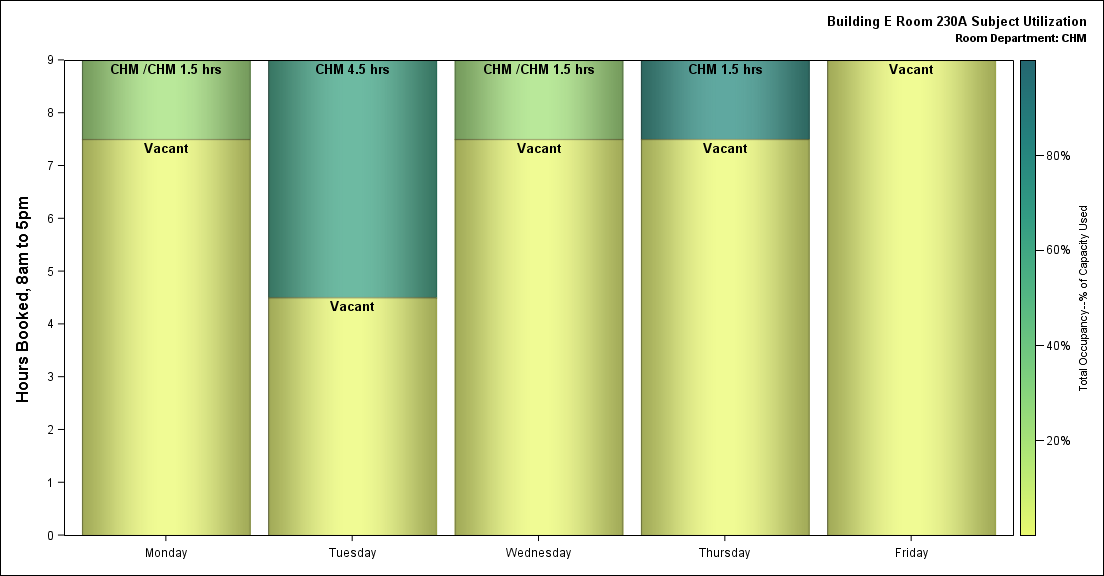 Building E Room 230A Subject Utilization
Room Department: CHM
Hours Booked, 8am to 5pm
9
8
7
6
5
4
3
2
1
0
CHM /CHM 1.5 hrs
Vacant
CHM 4.5 hrs
Vacant
CHM /CHM 1.5 hrs
Vacant
CHM 1.5 hrs
Vacant
Vacant
Monday
Tuesday
Wednesday
Thursday
Friday
80%
60%
40%
20%
Total Occupancy--% of Capacity Used